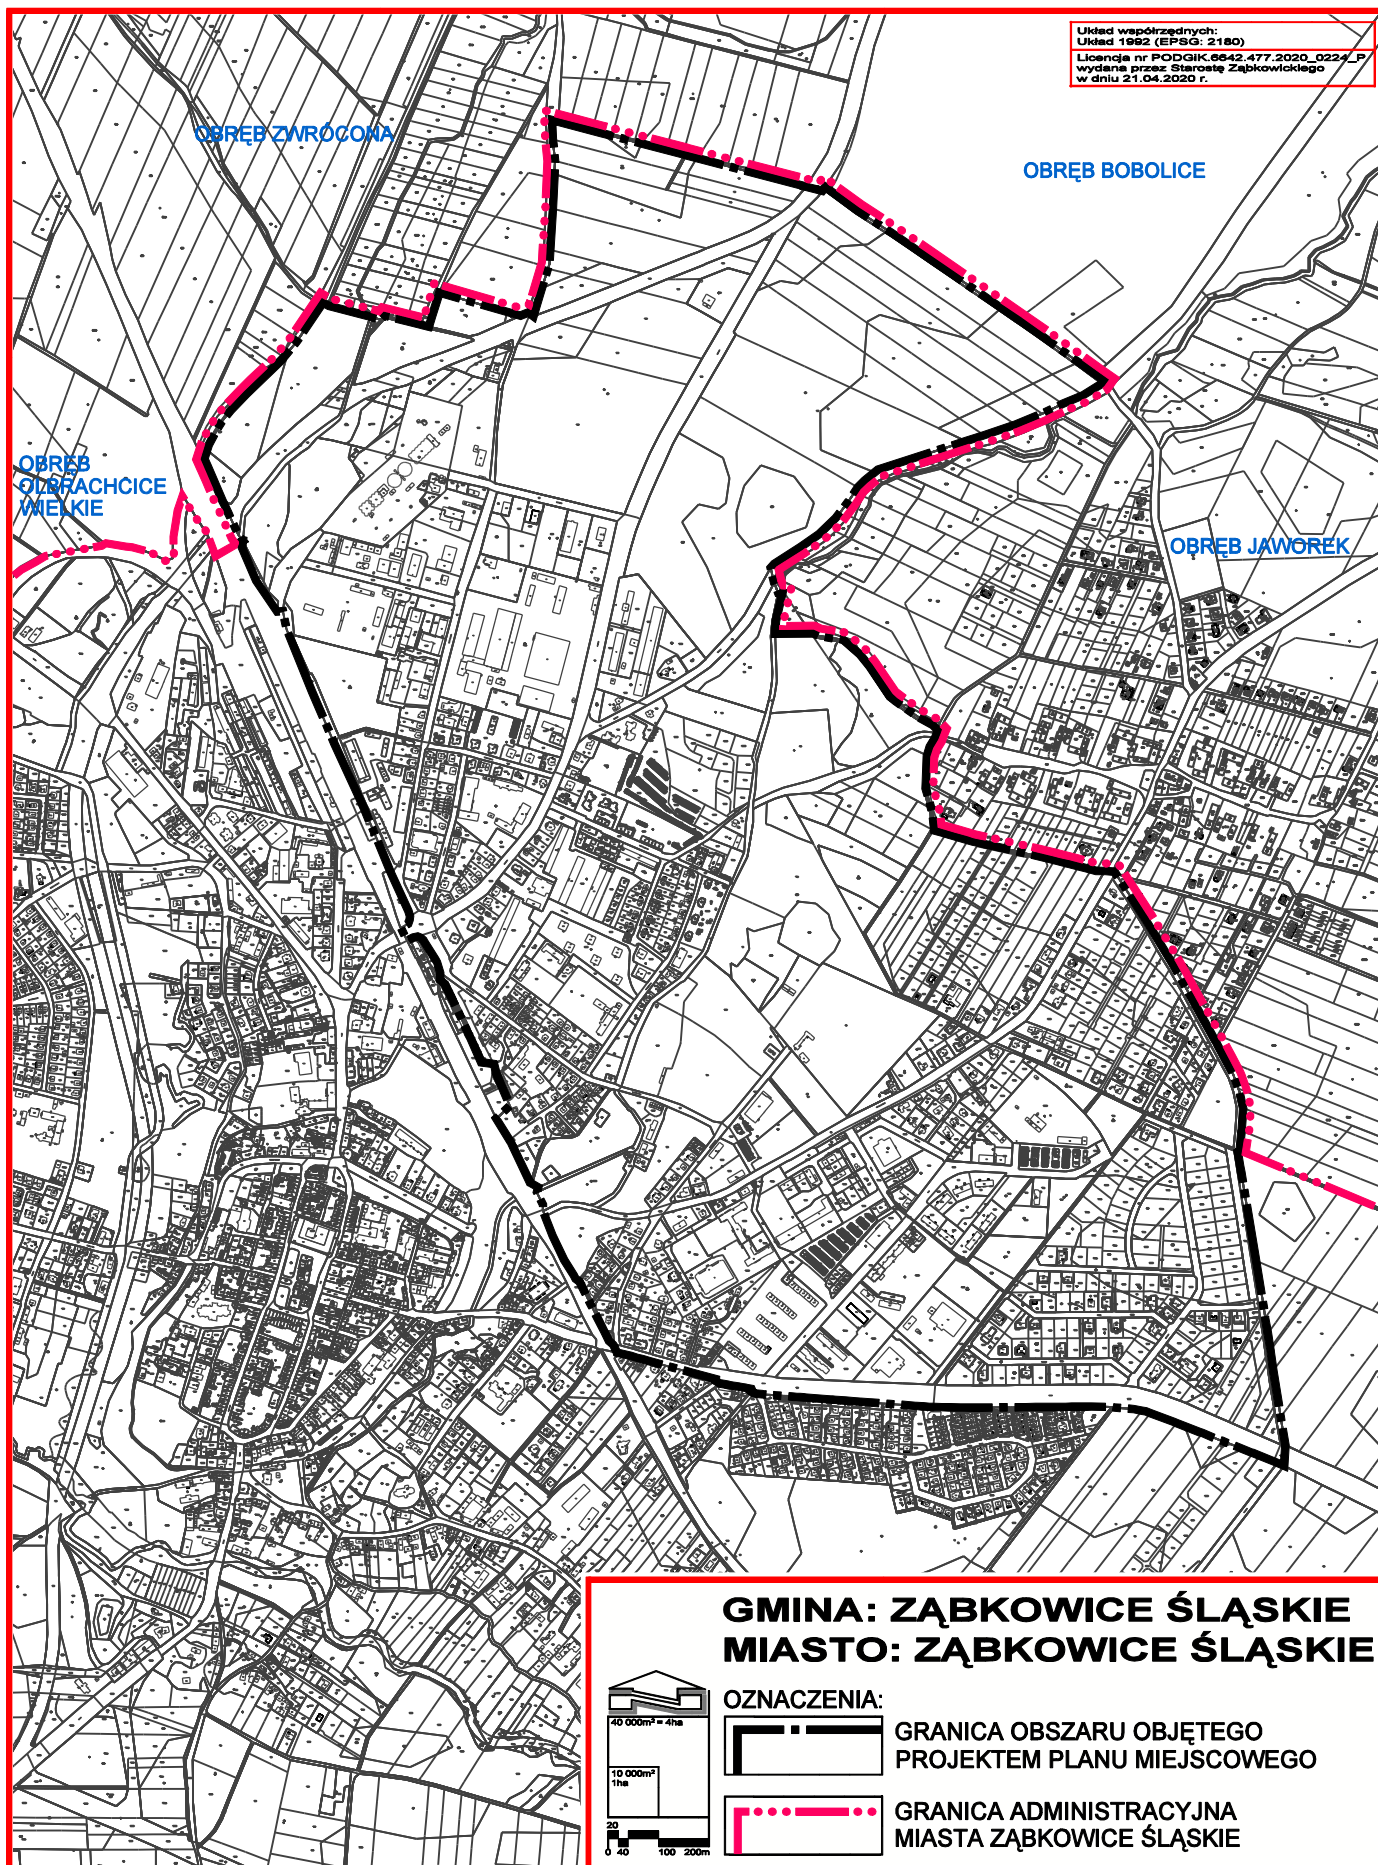 Układ współrzędnych:
Układ 1992 (EPSG: 2180)
Licencja nr PODGiK.6642.477.2020_0224_P
wydana przez Starostę Ząbkowickiego
w dniu 21.04.2020 r.
OBRĘB ZWRÓCONA
OBRĘB BOBOLICE
OBRĘB
OLBRACHCICE
WIELKIE
OBRĘB JAWOREK
GMINA: ZĄBKOWICE ŚLĄSKIE
MIASTO: ZĄBKOWICE ŚLĄSKIE
OZNACZENIA:
40 000m² = 4ha
GRANICA OBSZARU OBJĘTEGO
PROJEKTEM PLANU MIEJSCOWEGO
10 000m²
1ha
GRANICA ADMINISTRACYJNA
MIASTA ZĄBKOWICE ŚLĄSKIE
20
0 40 100 200m